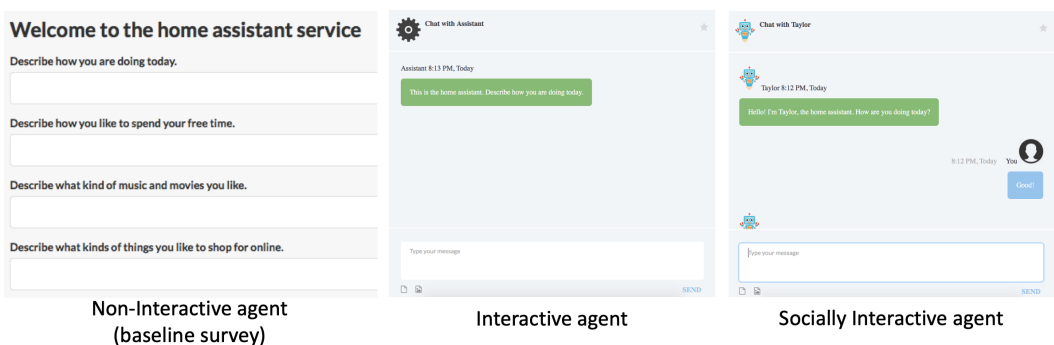 Welcome to the home assistant service
Describe how you are doing today.
Describe how you like to spend your free time.
Describe what kind of music and movies you like.
Describe what kinds of things you like to shop for online.
Non-Interactive agent
(baseline survey)
Chat with Assistant
Assistant 8:13 PM, Today
This is the home assistant. Describe how you are doing today.
Type your message
SEND
Interactive agent
Chat with Taylor
Taylor 8:12 PM, Today
Hello! I'm Taylor, the home assistant. How are you doing today?
8:12 PM, Today You
Good!
Type your message
SEND
Socially Interactive agent